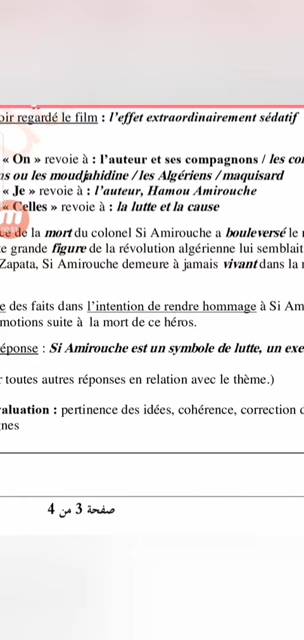 oir regardé le film : l'effet extraordinairement sédatif
« On » revoie à : l'auteur et ses compagnons / les co
ns ou les moudjahidine / les Algériens / maquisard
« Je » revoie à : l'auteur, Hamou Amirouche
« Celles » revoie à : la lutte et la cause
ce de la mort du colonel Si Amirouche a bouleversé le
e grande figure de la révolution algérienne lui semblait
Zapata, Si Amirouche demeure à jamais vivant dans la
e des faits dans l'intention de rendre hommage à Si Am
motions suite à la mort de ce héros.
éponse : Si Amirouche est un symbole de lutte, un exe
r toutes autres réponses en relation avec le thème.)
valuation : pertinence des idées, cohérence, correction
nes
صفحة 3 من 4